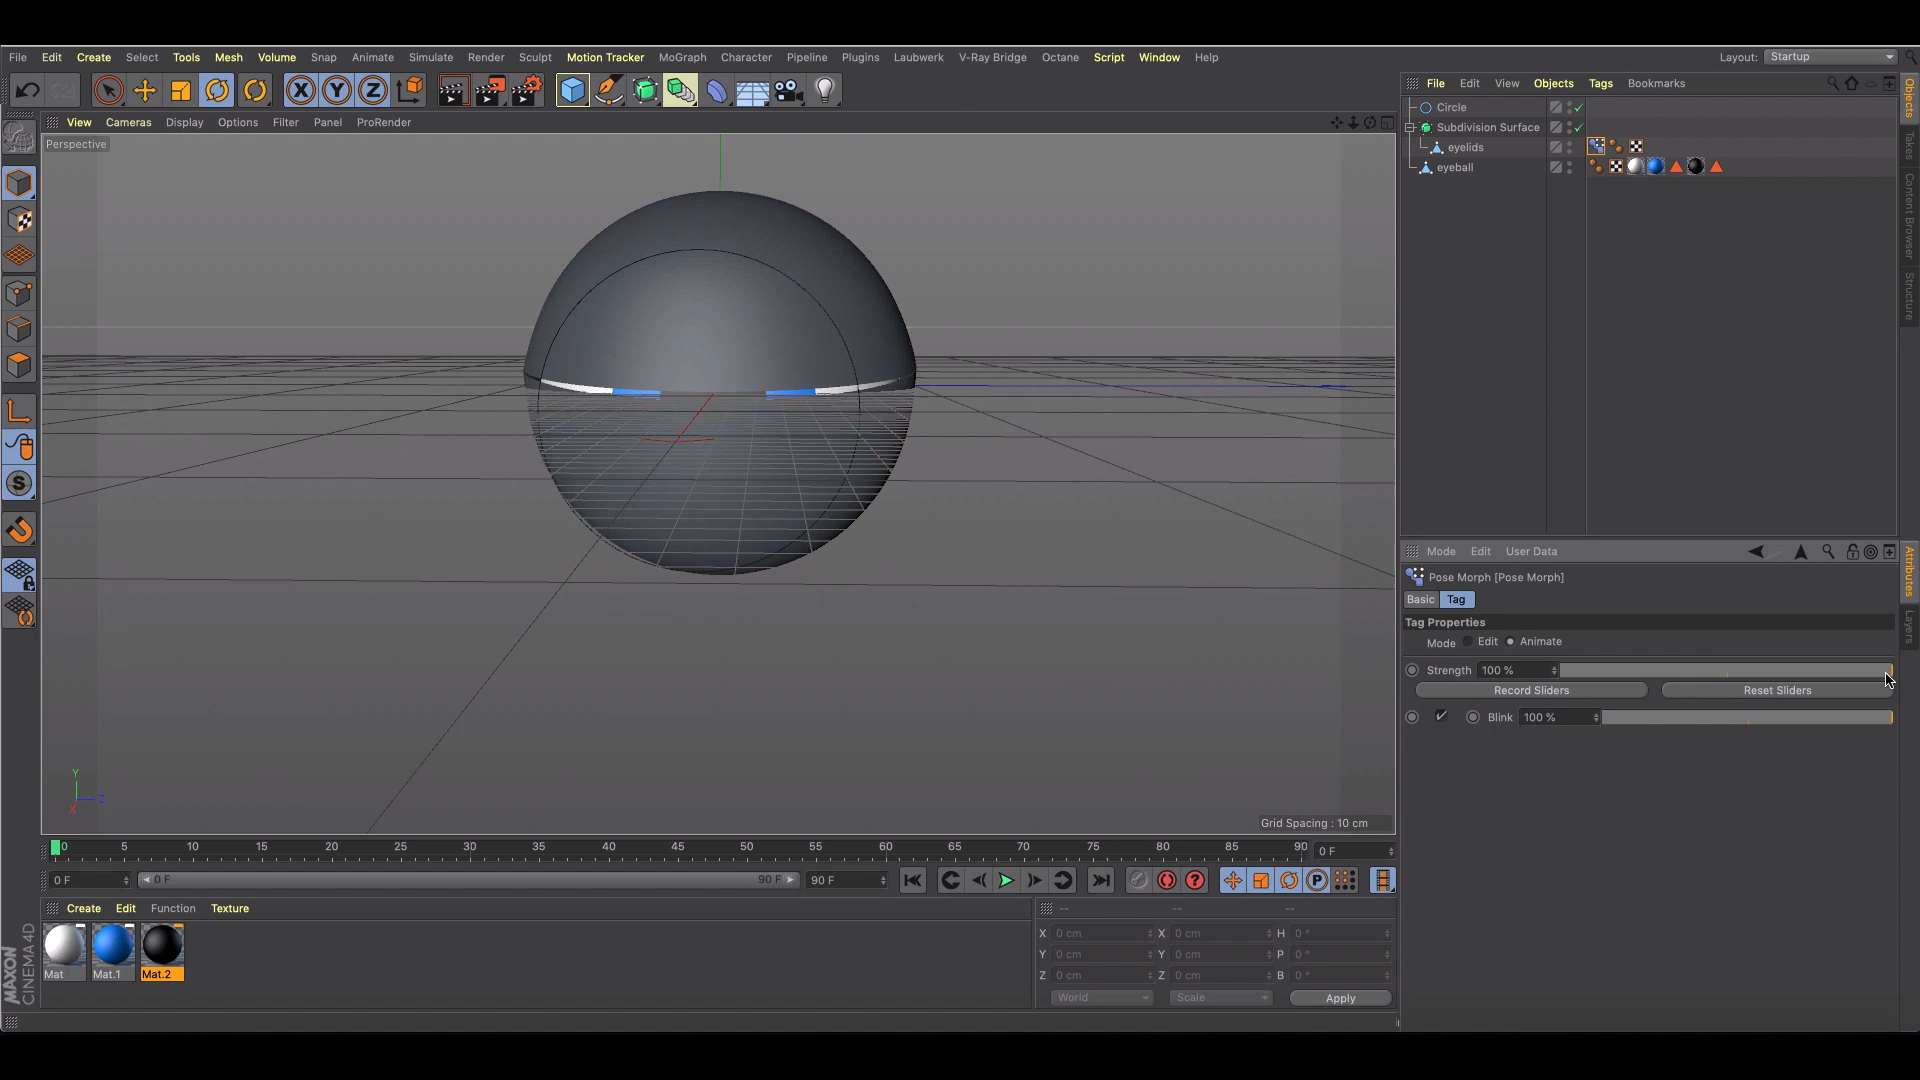 File Edit Create Select Tools Mesh Volume Snap Animate Simulate Render Sculpt Motion Tracker MoGraph Character Pipeline Plugins Laubwerk V-Ray Bridge Octane Script Window Help Layout: Startup
X Y Z
File Edit View Objects Tags Bookmarks
View Cameras Display Options Filter Panel ProRender
Perspective
Circle
Subdivision Surface
eyelids
eyeball
Objects
Takes
Content Browser
Structure
Mode Edit User Data
Pose Morph [Pose Morph]
Basic Tag
Tag Properties
Mode Edit Animate
Strength 100 %
Record Sliders Reset Sliders
Blink 100 %
Attributes
Layers
S
Y
Z
X
Grid Spacing : 10 cm
0 5 10 15 20 25 30 35 40 45 50 55 60 65 70 75 80 85 90 0 F
0 F 0 F 90 F 90 F
P
Create Edit Function Texture
-- -- --
Mat Mat.1 Mat.2
X 0 cm X 0 cm H 0 °
Y 0 cm Y 0 cm P 0 °
Z 0 cm Z 0 cm B 0 °
World Scale Apply
MAXON
CINEMA 4D